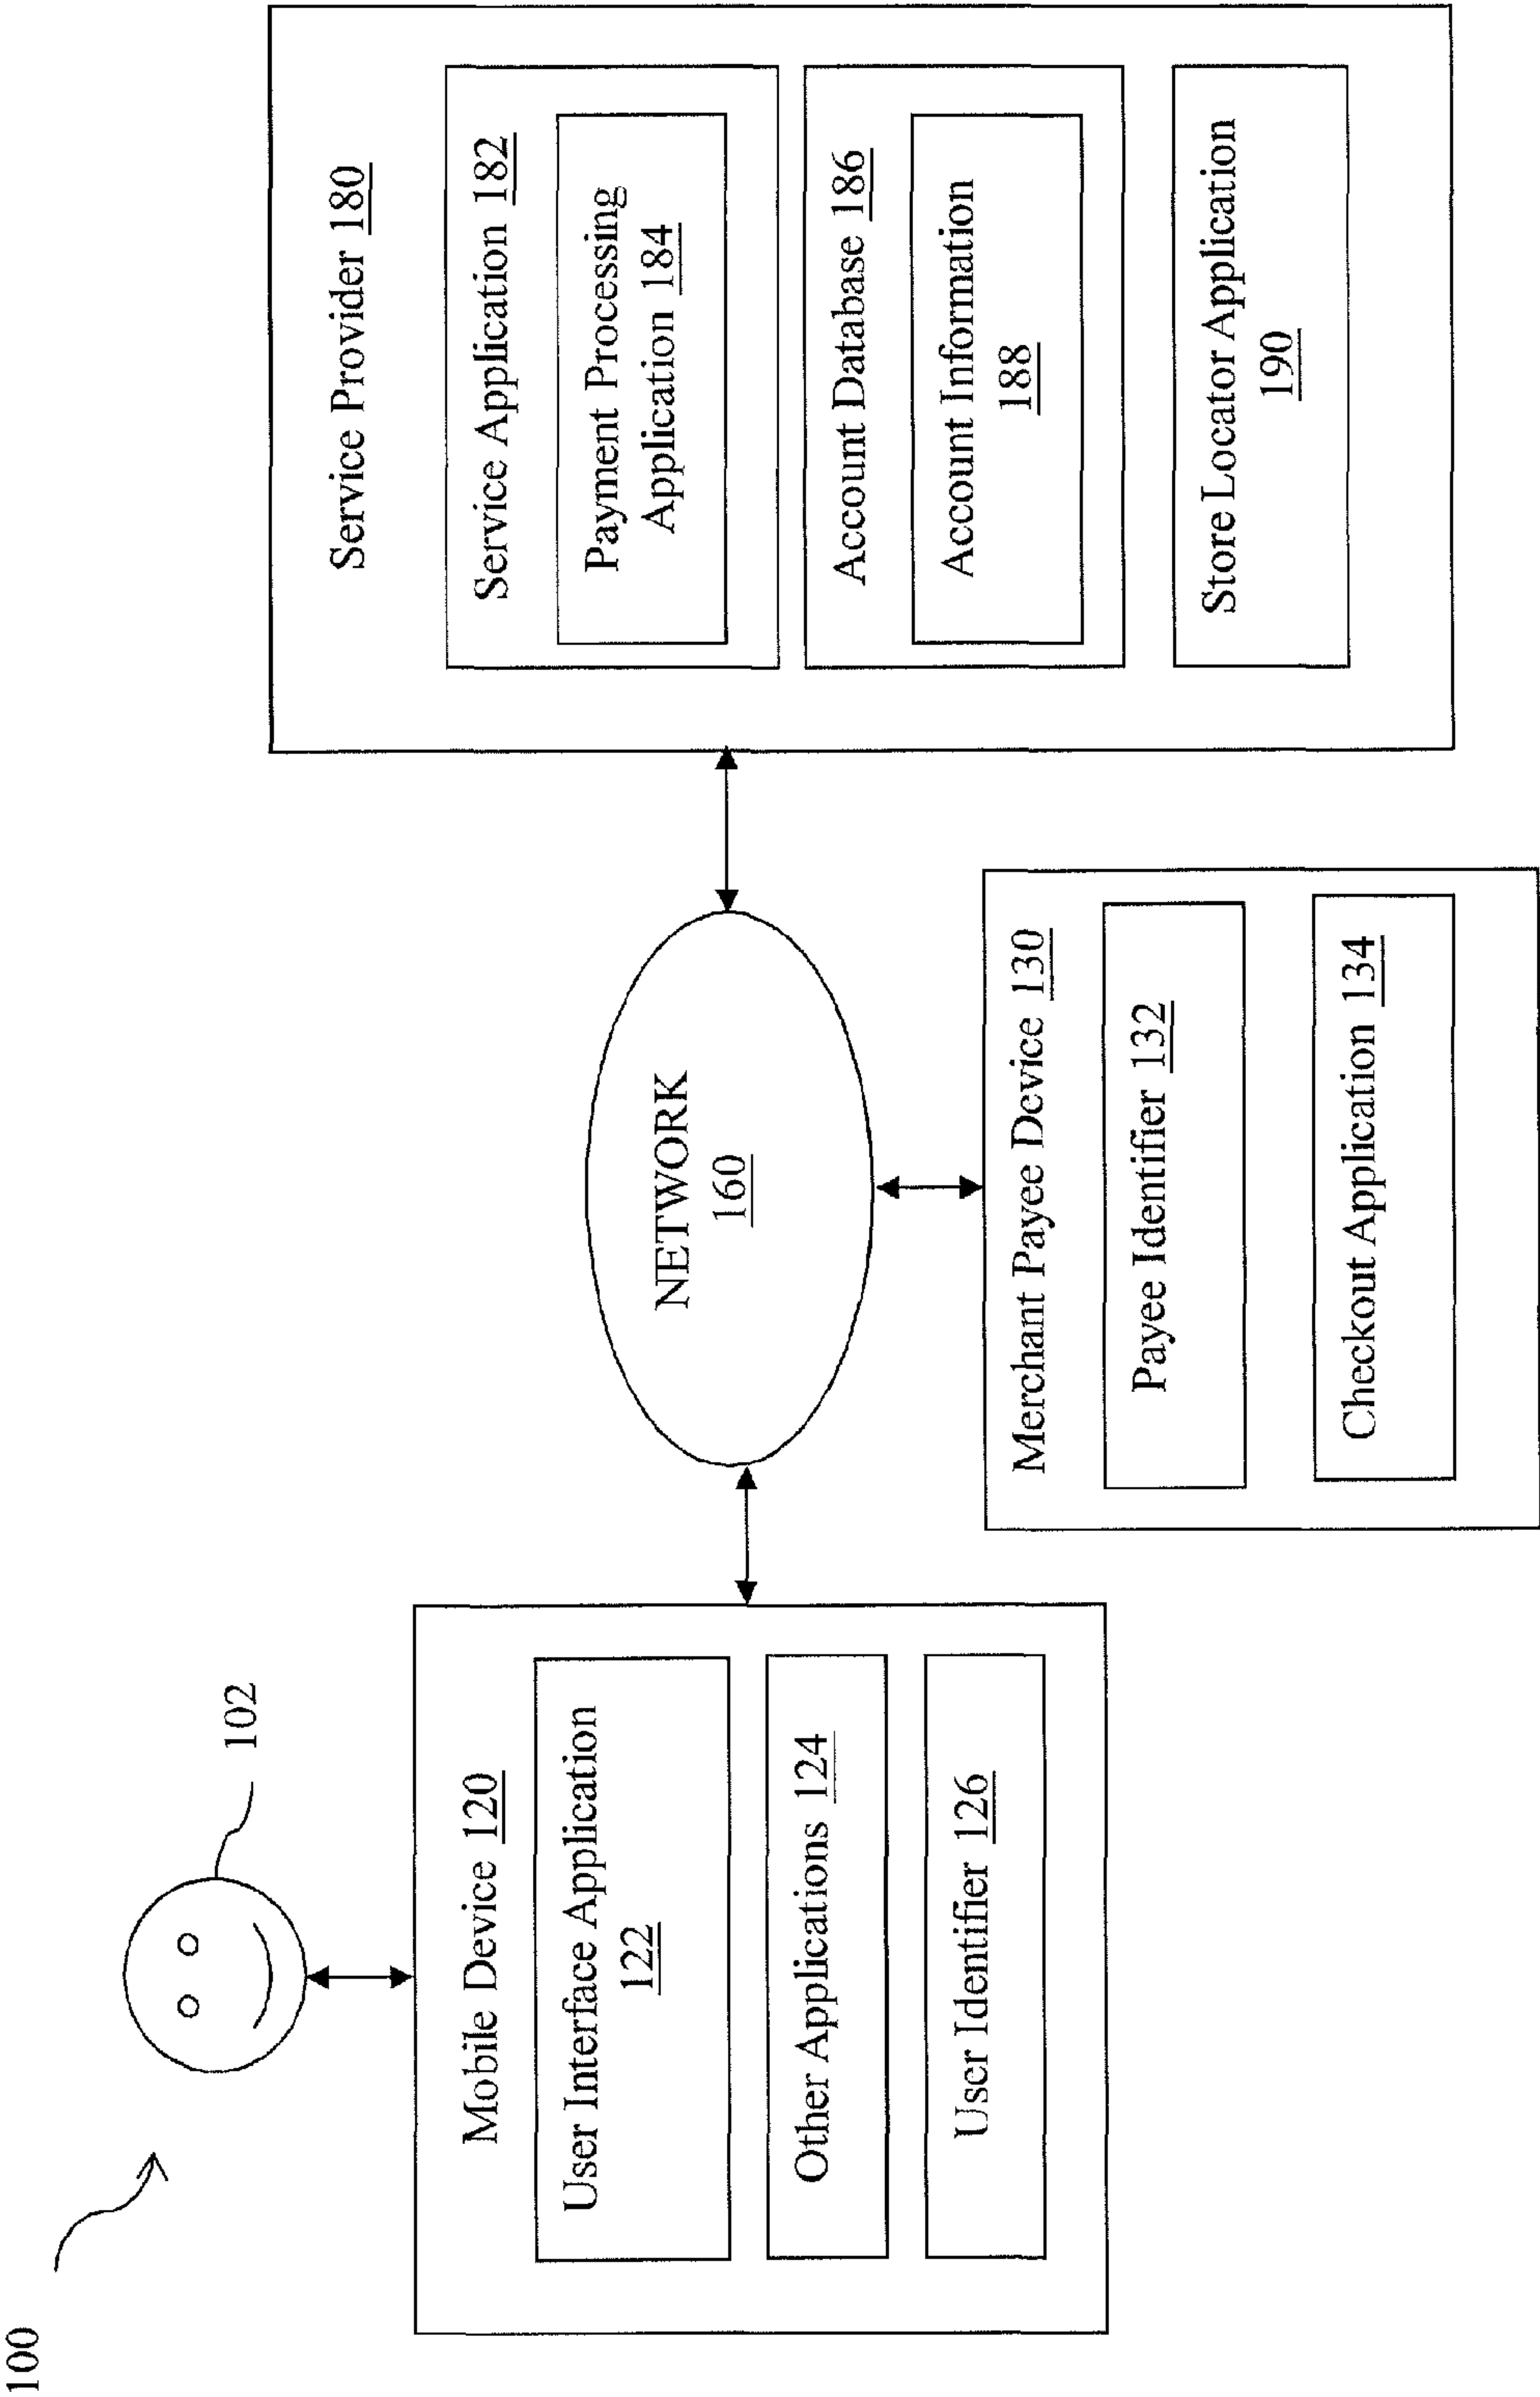 100
102
Mobile Device 120
User Interface Application
122
Other Applications 124
User Identifier 126
NETWORK
160
Merchant Payee Device 130
Payee Identifier 132
Checkout Application 134
Service Provider 180
Service Application 182
Payment Processing
Application 184
Account Database 186
Account Information
188
Store Locator Application
190